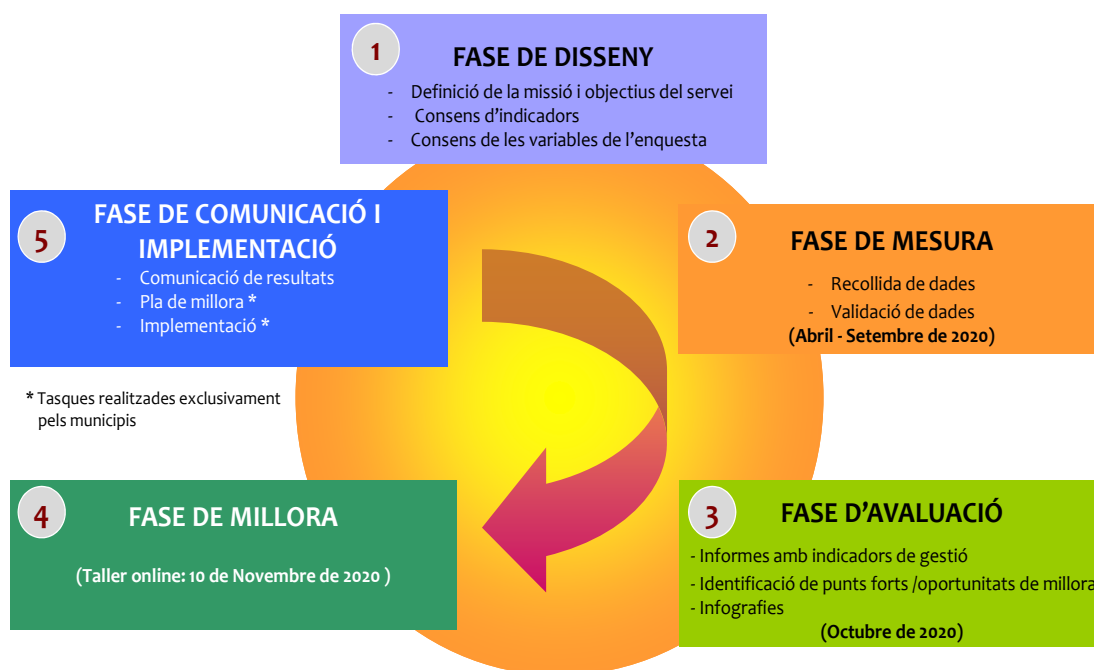 1
FASE DE DISSENY
- Definició de la missió i objectius del servei
- Consens d'indicadors
- Consens de les variables de l'enquesta
2
FASE DE MESURA
- Recollida de dades
- Validació de dades
(Abril - Setembre de 2020)
3
FASE D'AVALUACIÓ
- Informes amb indicadors de gestió
- Identificació de punts forts /oportunitats de millora
- Infografies
(Octubre de 2020)
4
FASE DE MILLORA
(Taller online: 10 de Novembre de 2020 )
5
FASE DE COMUNICACIÓ I
IMPLEMENTACIÓ
- Comunicació de resultats
- Pla de millora *
- Implementació *
* Tasques realitzades exclusivament
pels municipis